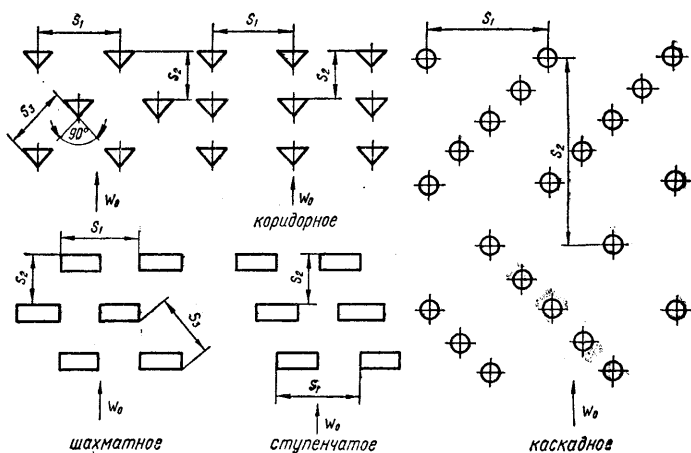 S₁
S₁
S₁
S₂
S₂
S₃
90°
S₂
W₀
W₀
коридорное
S₁
S₂
S₂
S₃
S₁
W₀
W₀
W₀
шахматное
ступенчатое
каскадное